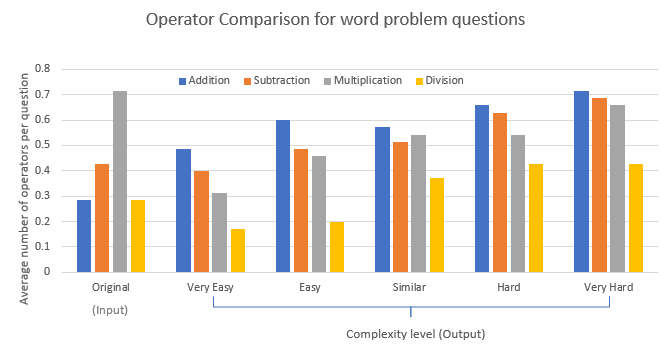 Operator Comparison for word problem questions
Average number of operators per question
0.8
0.7
0.6
0.5
0.4
0.3
0.2
0.1
0
Addition Subtraction Multiplication Division
Original Very Easy Easy Similar Hard Very Hard
(Input)
Complexity level (Output)